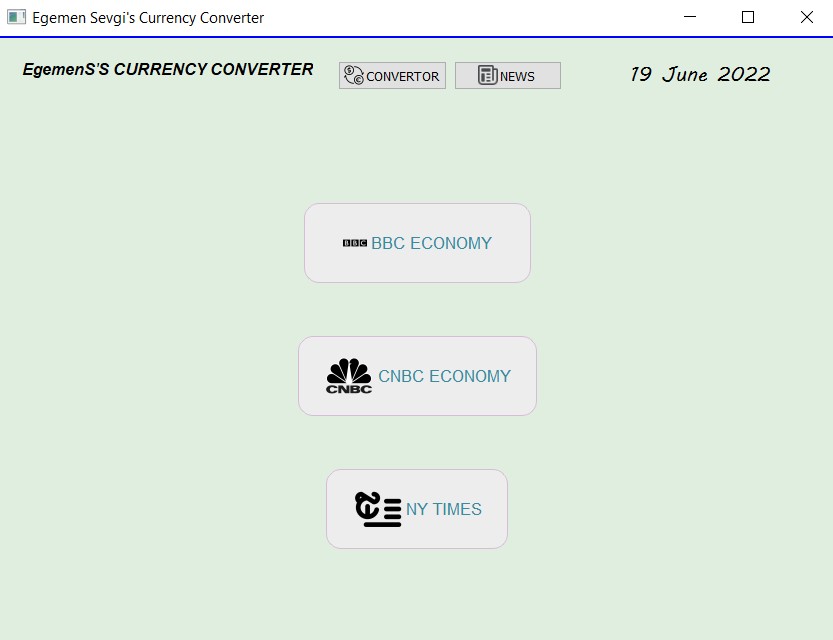 Egemen Sevgi's Currency Converter
EgemenS'S CURRENCY CONVERTER
CONVERTOR
NEWS
19 June 2022
BBC BBC ECONOMY
CNBC CNBC ECONOMY
NY TIMES